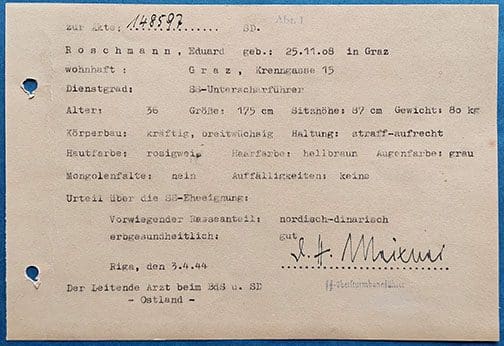 zur Akte: 148597 SD. Abt. I
Roschmann, Eduard geb.: 25.11.08 in Graz
wohnhaft : Graz, Krenngasse 15
Dienstgrad: SS-Unterscharführer
Alter: 36 Größe: 175 cm Sitzhöhe: 87 cm Gewicht: 80 kg
Körperbau: kräftig, breitwüchsig Haltung: straff-aufrecht
Hautfarbe: rosigweiß Haarfarbe: hellbraun Augenfarbe: grau
Mongolenfalte: nein Auffälligkeiten: keine
Urteil über die SS-Eheeignung:
Vorwiegender Rasseanteil: nordisch-dinarisch
erbgesundheitlich: gut
Riga, den 3.4.44
SS-Obersturmbannführer
Der Leitende Arzt beim BdS u. SD
- Ostland -